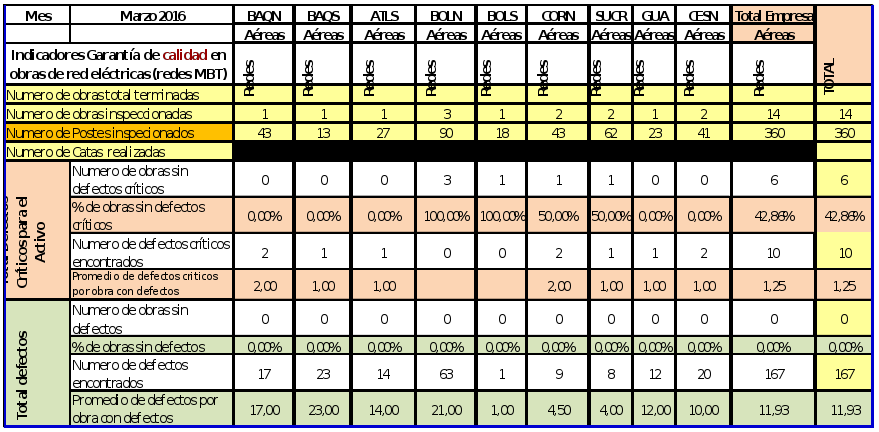 Mes Marzo 2016 BAQN BAQS ATLS BOLN BOLS CORN SUCR GUA CESN Total Empresa
Aéreas Aéreas Aéreas Aéreas Aéreas Aéreas Aéreas Aéreas Aéreas Aéreas
Indicadores Garantía de calidad en
obras de red eléctricas (redes MBT)
Redes Redes Redes Redes Redes Redes Redes Redes Redes Redes TOTAL
Numero de obras total terminadas
Numero de obras inspeccionadas 1 1 1 3 1 2 2 1 2 14 14
Numero de Postes inspecionados 43 13 27 90 18 43 62 23 41 360 360
Numero de Catas realizadas
Críticos para el
Activo
Numero de obras sin
defectos críticos 0 0 0 3 1 1 1 0 0 6 6
% de obras sin defectos
críticos 0,00% 0,00% 0,00% 100,00% 100,00% 50,00% 50,00% 0,00% 0,00% 42,86% 42,86%
Numero de defectos críticos
encontrados 2 1 1 0 0 2 1 1 2 10 10
Promedio de defectos criticos
por obra con defectos 2,00 1,00 1,00 2,00 1,00 1,00 1,00 1,25 1,25
Total defectos
Numero de obras sin
defectos 0 0 0 0 0 0 0 0 0 0 0
% de obras sin defectos 0,00% 0,00% 0,00% 0,00% 0,00% 0,00% 0,00% 0,00% 0,00% 0,00% 0,00%
Numero de defectos
encontrados 17 23 14 63 1 9 8 12 20 167 167
Promedio de defectos por
obra con defectos 17,00 23,00 14,00 21,00 1,00 4,50 4,00 12,00 10,00 11,93 11,93